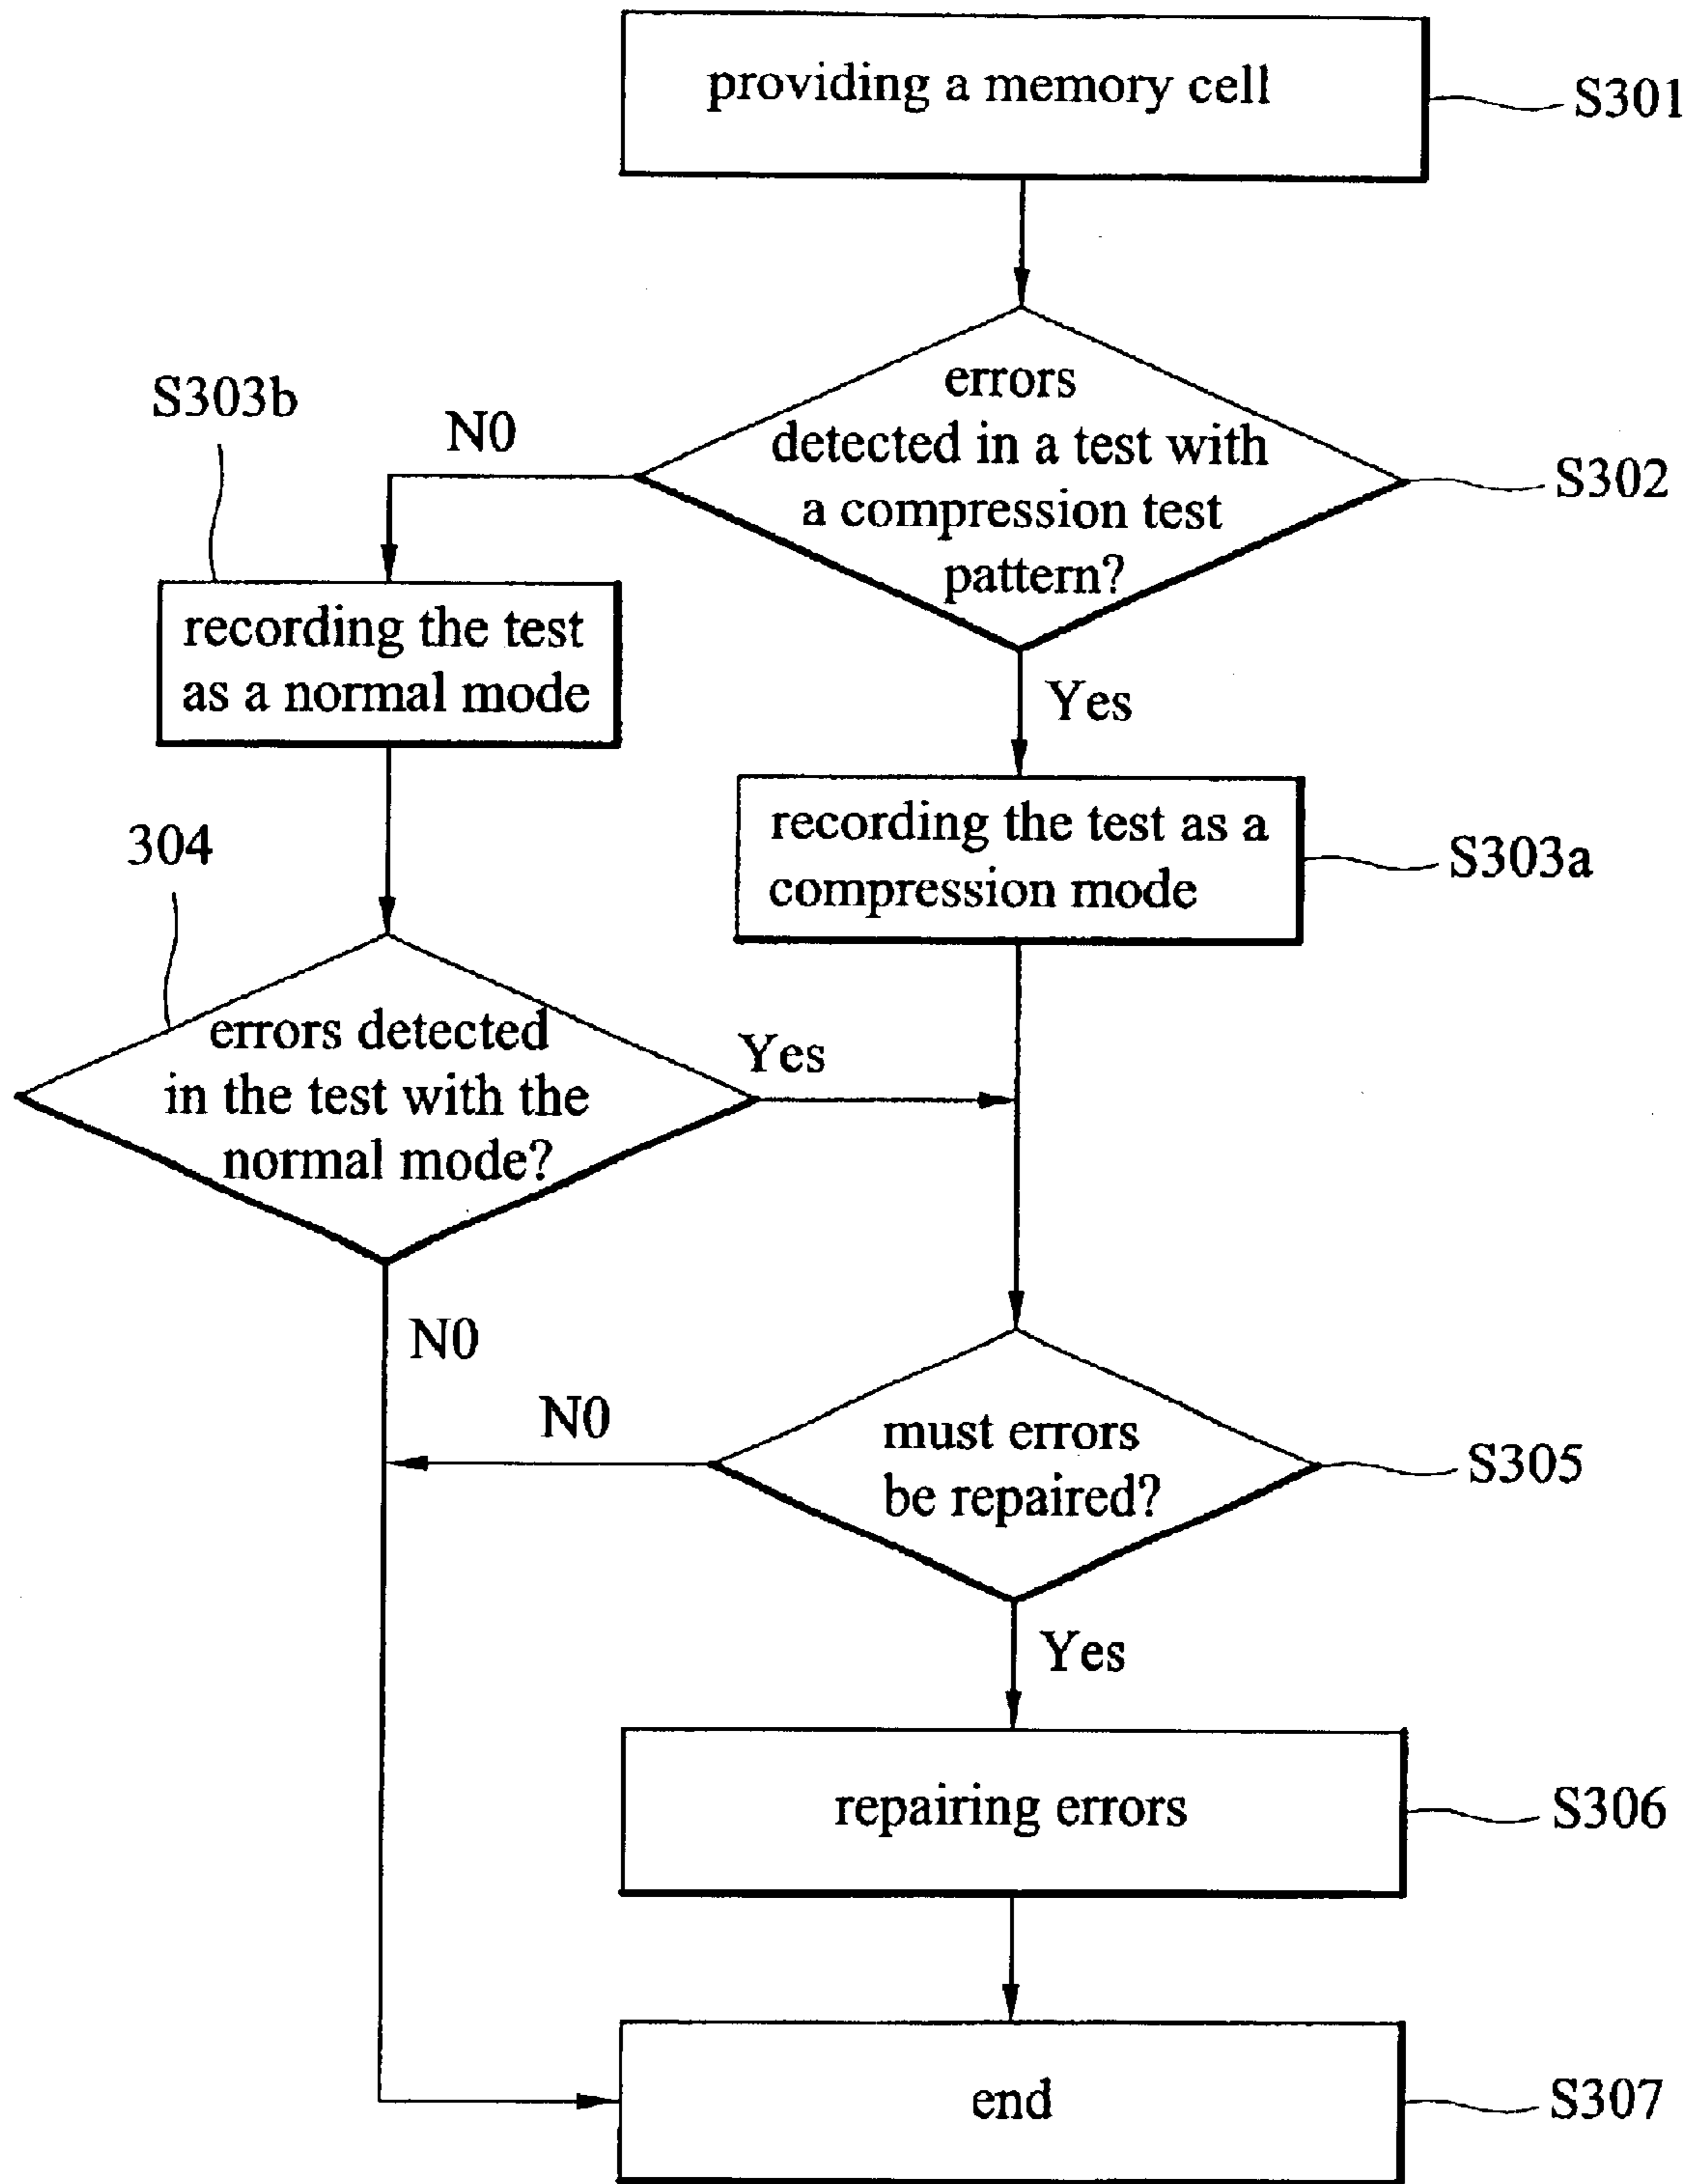 providing a memory cell
S301
errors
detected in a test with
a compression test
pattern?
S302
N0
S303b
recording the test
as a normal mode
Yes
recording the test as a
compression mode
S303a
304
errors detected
in the test with the
normal mode?
Yes
N0
N0
must errors
be repaired?
S305
Yes
repairing errors
S306
end
S307